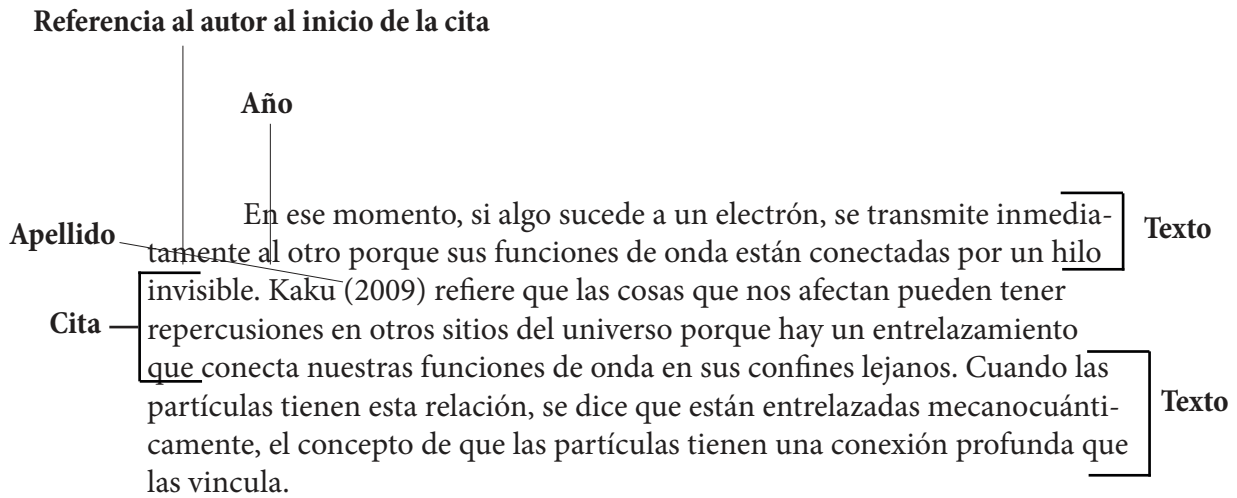 Referencia al autor al inicio de la cita
Año
En ese momento, si algo sucede a un electrón, se transmite inmedia-
Texto
Apellido
tamente al otro porque sus funciones de onda están conectadas por un hilo
invisible. Kaku (2009) refiere que las cosas que nos afectan pueden tener
Cita
repercusiones en otros sitios del universo porque hay un entrelazamiento
que conecta nuestras funciones de onda en sus confines lejanos. Cuando las
partículas tienen esta relación, se dice que están entrelazadas mecanocuánti-
Texto
camente, el concepto de que las partículas tienen una conexión profunda que
las vincula.